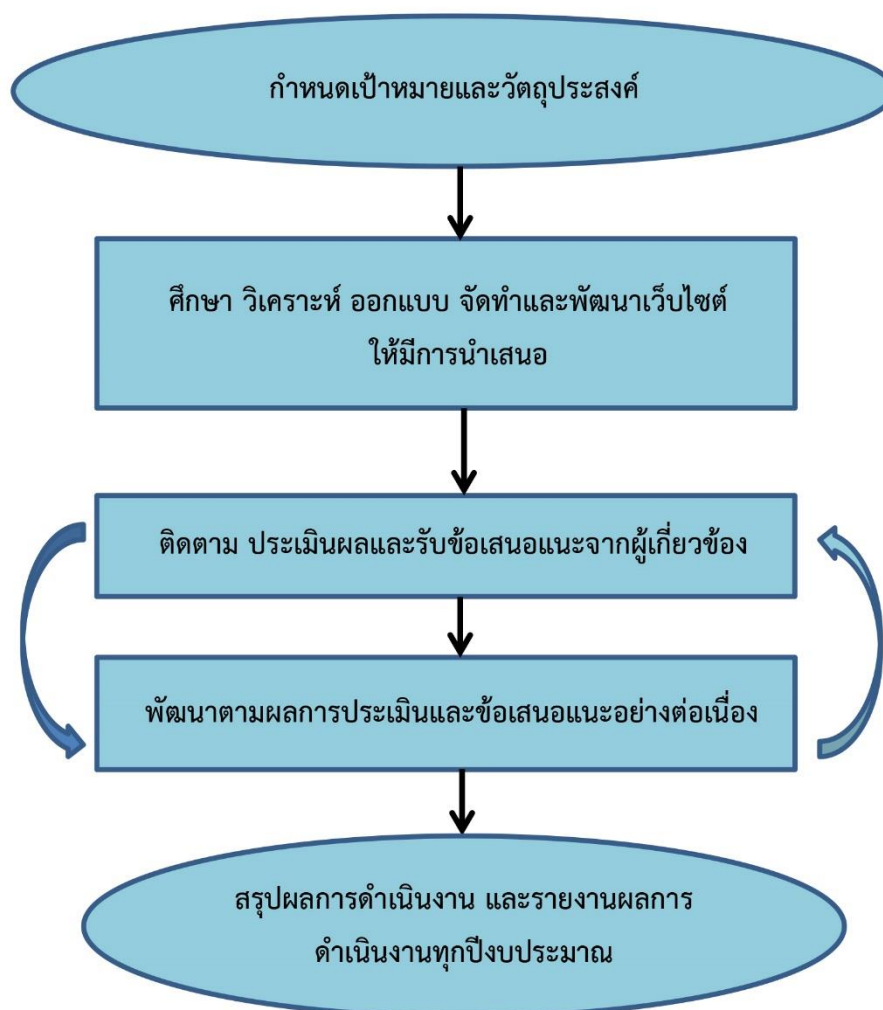 กำหนดเป้าหมายและวัตถุประสงค์
ศึกษา วิเคราะห์ ออกแบบ จัดทำและพัฒนาเว็บไซต์
ให้มีการนำเสนอ
ติดตาม ประเมินผลและรับข้อเสนอแนะจากผู้เกี่ยวข้อง
พัฒนาตามผลการประเมินและข้อเสนอแนะอย่างต่อเนื่อง
สรุปผลการดำเนินงาน และรายงานผลการ
ดำเนินงานทุกปีงบประมาณ